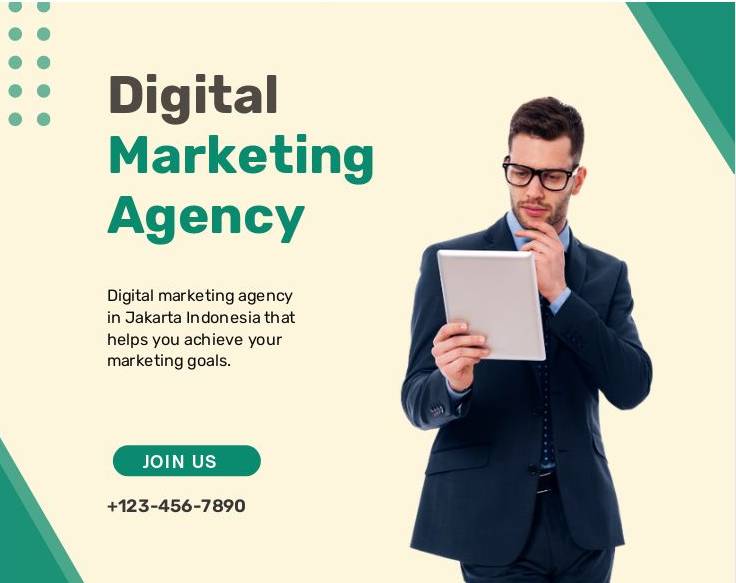 Digital
Marketing
Agency
Digital marketing agency
in Jakarta Indonesia that
helps you achieve your
marketing goals.
JOIN US
+123-456-7890